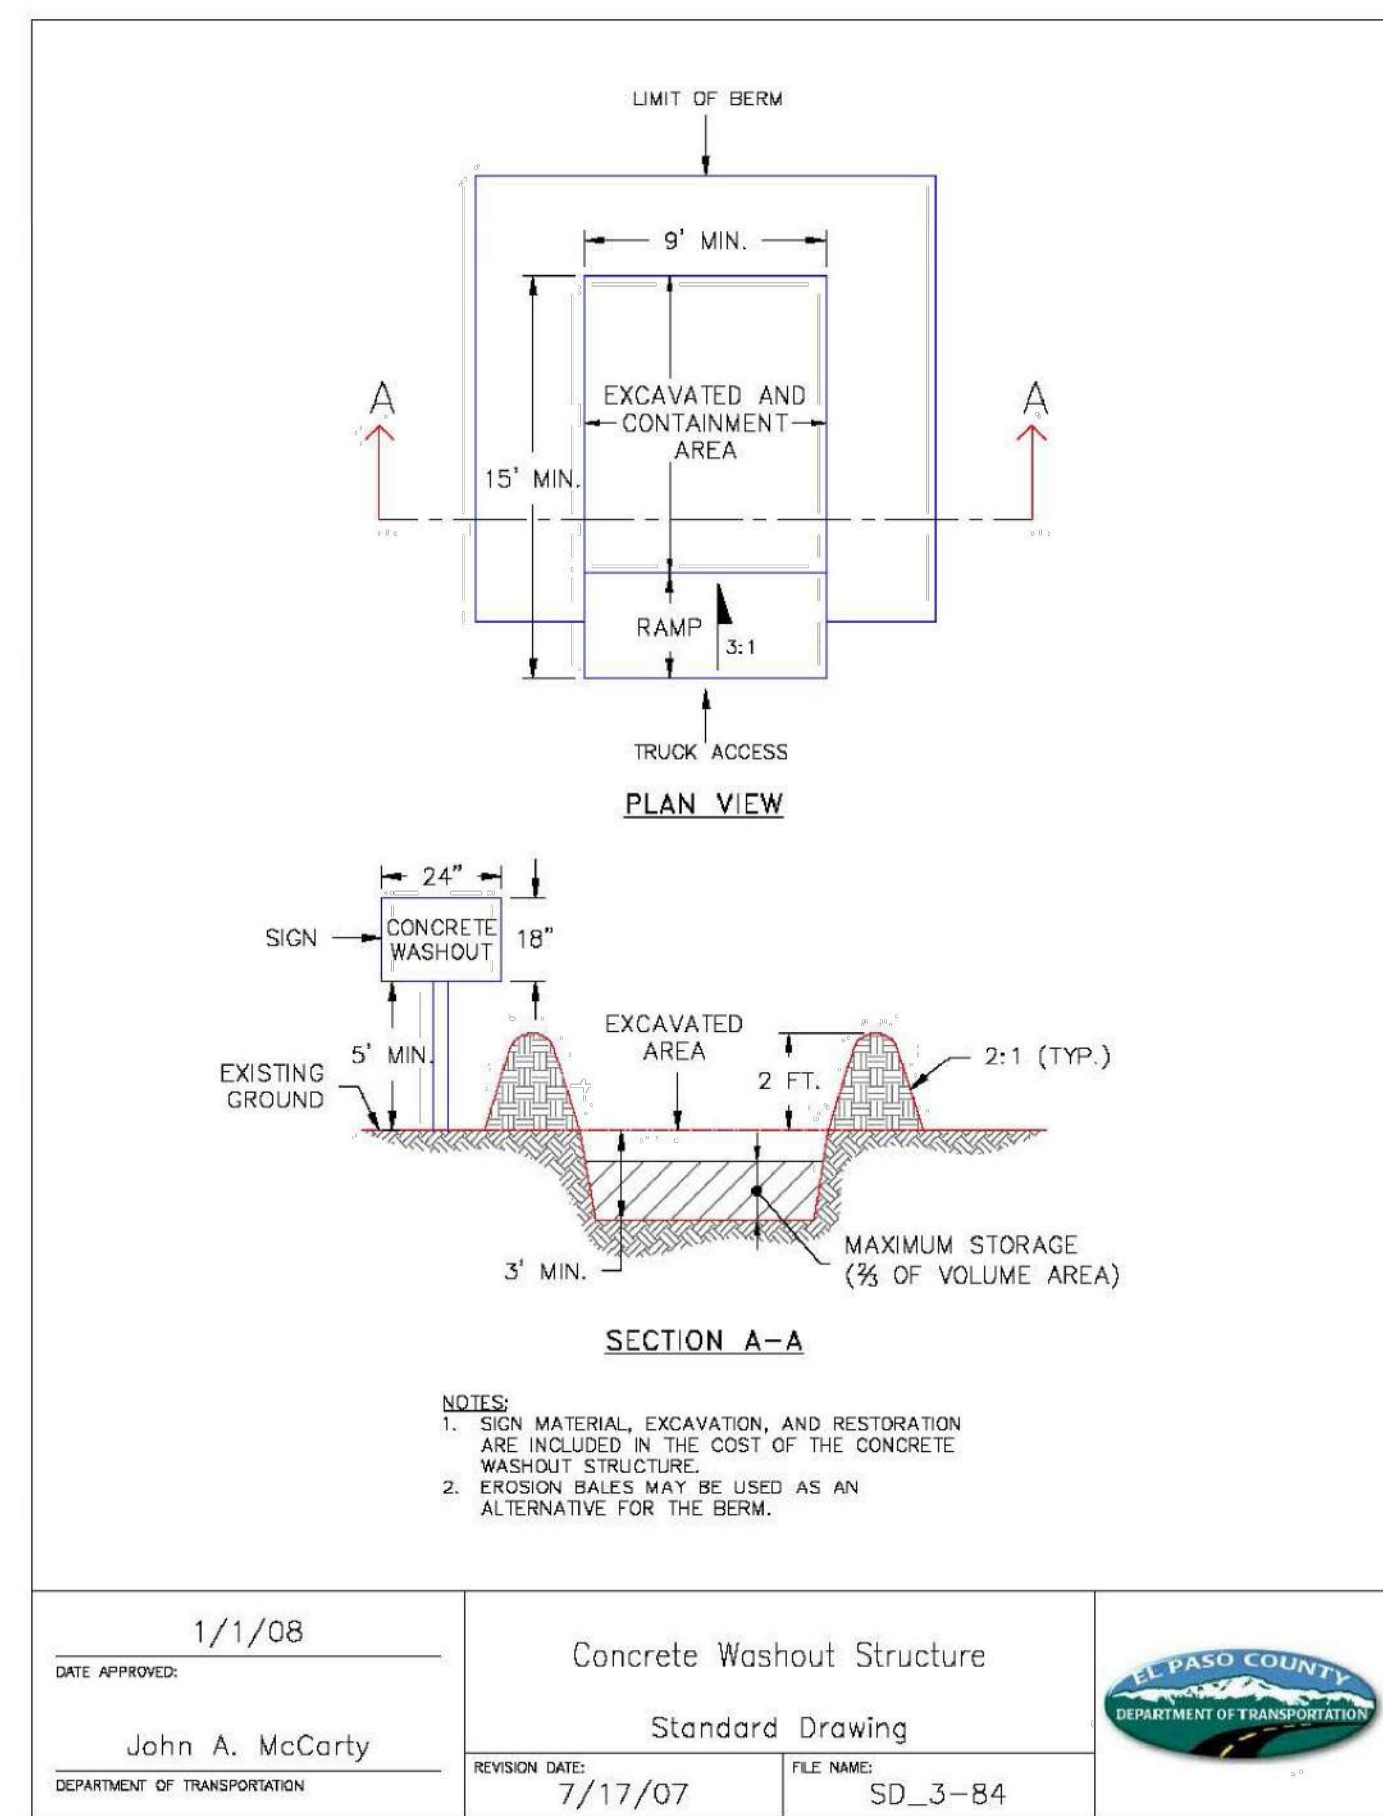 LIMIT OF BERM
9' MIN.
A
A
EXCAVATED AND
CONTAINMENT
AREA
15' MIN.
RAMP
3:1
TRUCK ACCESS
PLAN VIEW
24"
SIGN
CONCRETE
WASHOUT
18"
EXCAVATED
AREA
5' MIN.
2 FT.
2:1 (TYP.)
EXISTING
GROUND
3' MIN.
MAXIMUM STORAGE
(⅔ OF VOLUME AREA)
SECTION A-A
NOTES:
1. SIGN MATERIAL, EXCAVATION, AND RESTORATION
ARE INCLUDED IN THE COST OF THE CONCRETE
WASHOUT STRUCTURE.
2. EROSION BALES MAY BE USED AS AN
ALTERNATIVE FOR THE BERM.
1/1/08
DATE APPROVED:
John A. McCarty
DEPARTMENT OF TRANSPORTATION
Concrete Washout Structure
Standard Drawing
REVISION DATE:
7/17/07
FILE NAME:
SD_3-84
EL PASO COUNTY
DEPARTMENT OF TRANSPORTATION